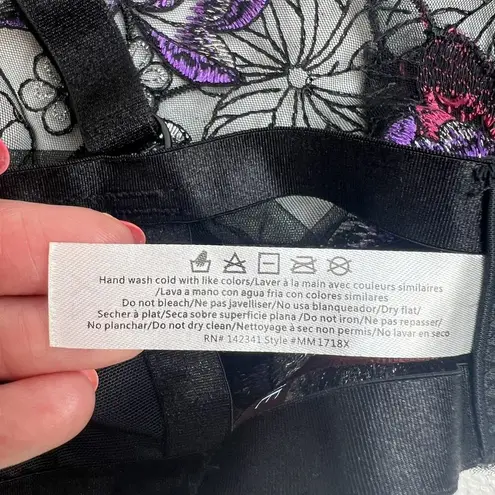 Hand wash cold with like colors/Laver à la main avec couleurs similaires
/Lava a mano con agua fria con colores similares
Do not bleach/Ne pas javelliser/No usa blanqueador/Dry flat/
Secher à plat/Seca sobre superficie plana/Do not iron/Ne pas repasser/
No planchar/Do not dry clean/Nettoyage à sec non permis/No lavar en seco
RN# 142341 Style #MM1718X